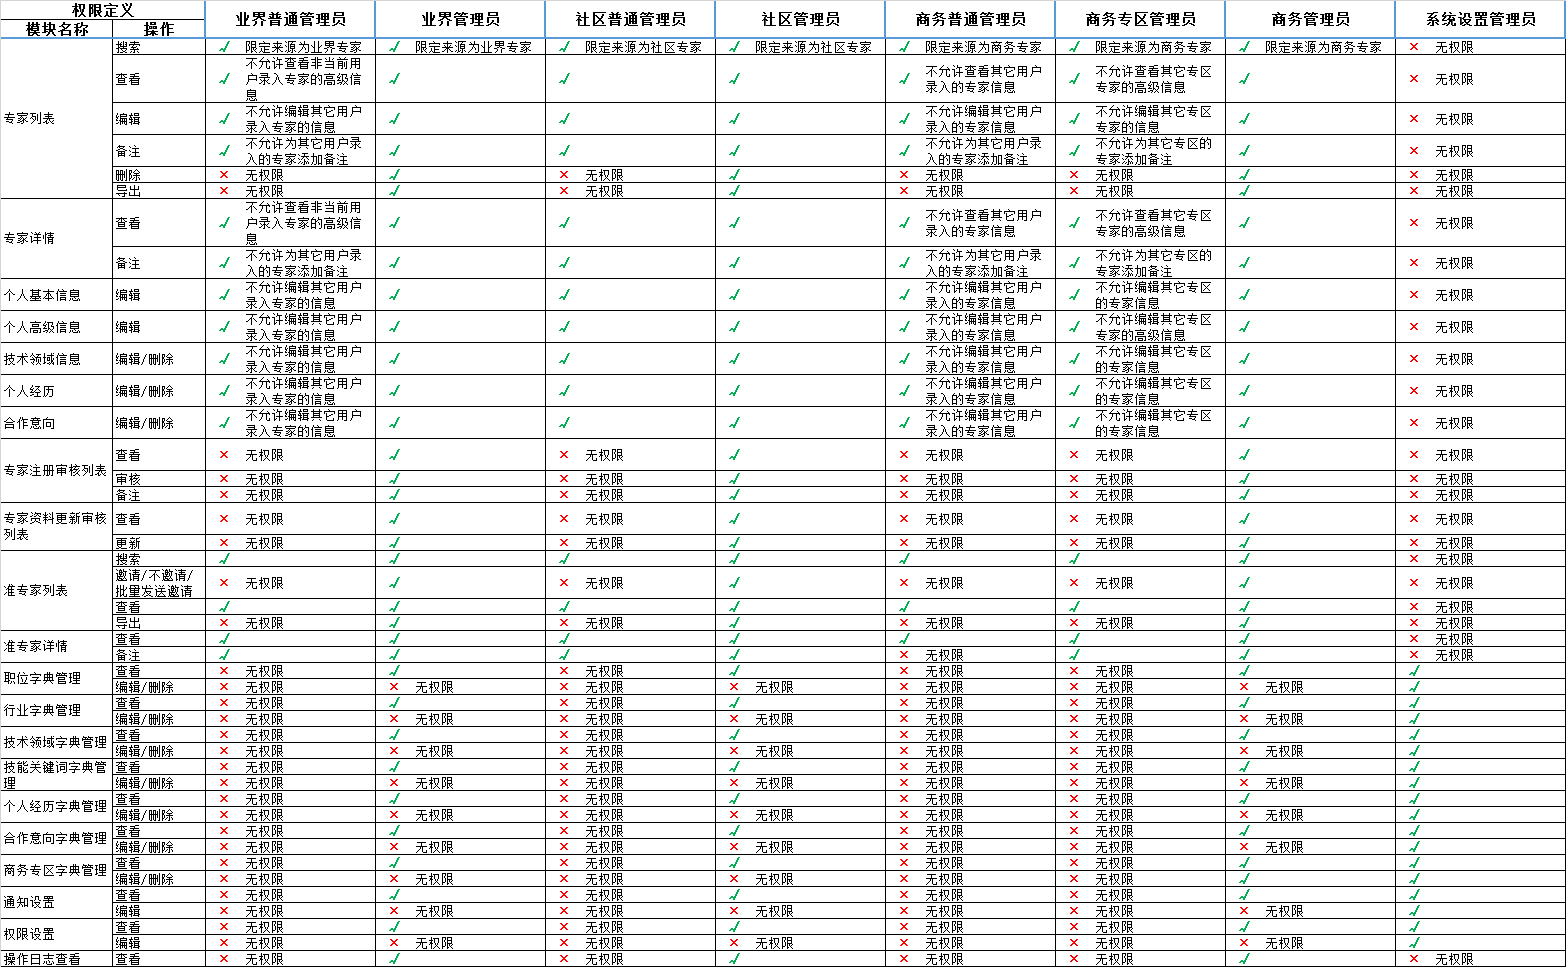 权限定义
模块名称 操作 业界普通管理员 业界管理员 社区普通管理员 社区管理员 商务普通管理员 商务专区管理员 商务管理员 系统设置管理员
专家列表
搜索 限定来源为业界专家 限定来源为业界专家 限定来源为社区专家 限定来源为社区专家 限定来源为商务专家 限定来源为商务专家 限定来源为商务专家 无权限
查看
不允许查看非当前用
户录入专家的高级信
息
不允许查看其它用户
录入的专家信息
不允许查看其它专区
专家的高级信息
无权限
编辑
不允许编辑其它用户
录入专家的信息
不允许编辑其它用户
录入的专家信息
不允许编辑其它专区
专家的信息
无权限
备注
不允许为其它用户录
入的专家添加备注
不允许为其它用户录
入的专家添加备注
不允许为其它专区的
专家添加备注
无权限
删除 无权限 无权限 无权限 无权限 无权限
导出 无权限 无权限 无权限 无权限 无权限
专家详情
查看
不允许查看非当前用
户录入专家的高级信
息
不允许查看其它用户
录入的专家信息
不允许查看其它专区
专家的高级信息
无权限
备注
不允许为其它用户录
入的专家添加备注
不允许为其它用户录
入的专家添加备注
不允许为其它专区的
专家添加备注
无权限
个人基本信息 编辑
不允许编辑其它用户
录入专家的信息
不允许编辑其它用户
录入的专家信息
不允许编辑其它专区
的专家信息
无权限
个人高级信息 编辑
不允许编辑其它用户
录入专家的信息
不允许编辑其它用户
录入的专家信息
不允许编辑其它专区
专家的高级信息
无权限
技术领域信息 编辑/删除
不允许编辑其它用户
录入专家的信息
不允许编辑其它用户
录入的专家信息
不允许编辑其它专区
的专家信息
无权限
个人经历 编辑/删除
不允许编辑其它用户
录入专家的信息
不允许编辑其它用户
录入的专家信息
不允许编辑其它专区
的专家信息
无权限
合作意向 编辑/删除
不允许编辑其它用户
录入专家的信息
不允许编辑其它用户
录入的专家信息
不允许编辑其它专区
的专家信息
无权限
专家注册审核列表
查看 无权限 无权限 无权限 无权限 无权限
审核 无权限 无权限 无权限 无权限 无权限
备注 无权限 无权限 无权限 无权限 无权限
专家资料更新审核
列表
查看 无权限 无权限 无权限 无权限 无权限
更新 无权限 无权限 无权限 无权限 无权限
准专家列表
搜索 无权限
邀请/不邀请/
批量发送邀请
无权限 无权限 无权限 无权限 无权限
查看 无权限
导出 无权限 无权限 无权限 无权限 无权限
准专家详情
查看 无权限
备注 无权限 无权限
职位字典管理
查看 无权限 无权限 无权限 无权限
编辑/删除 无权限 无权限 无权限 无权限 无权限 无权限 无权限
行业字典管理
查看 无权限 无权限 无权限 无权限
编辑/删除 无权限 无权限 无权限 无权限 无权限 无权限 无权限
技术领域字典管理
查看 无权限 无权限 无权限 无权限
编辑/删除 无权限 无权限 无权限 无权限 无权限 无权限 无权限
技能关键词字典管
理
查看 无权限 无权限 无权限 无权限
编辑/删除 无权限 无权限 无权限 无权限 无权限 无权限 无权限
个人经历字典管理
查看 无权限 无权限 无权限 无权限
编辑/删除 无权限 无权限 无权限 无权限 无权限 无权限 无权限
合作意向字典管理
查看 无权限 无权限 无权限 无权限
编辑/删除 无权限 无权限 无权限 无权限 无权限 无权限 无权限
商务专区字典管理
查看 无权限 无权限 无权限 无权限
编辑/删除 无权限 无权限 无权限 无权限 无权限 无权限
通知设置
查看 无权限 无权限 无权限 无权限
编辑 无权限 无权限 无权限 无权限 无权限 无权限 无权限
权限设置
查看 无权限 无权限 无权限 无权限
编辑 无权限 无权限 无权限 无权限 无权限 无权限 无权限
操作日志查看 查看 无权限 无权限 无权限 无权限 无权限